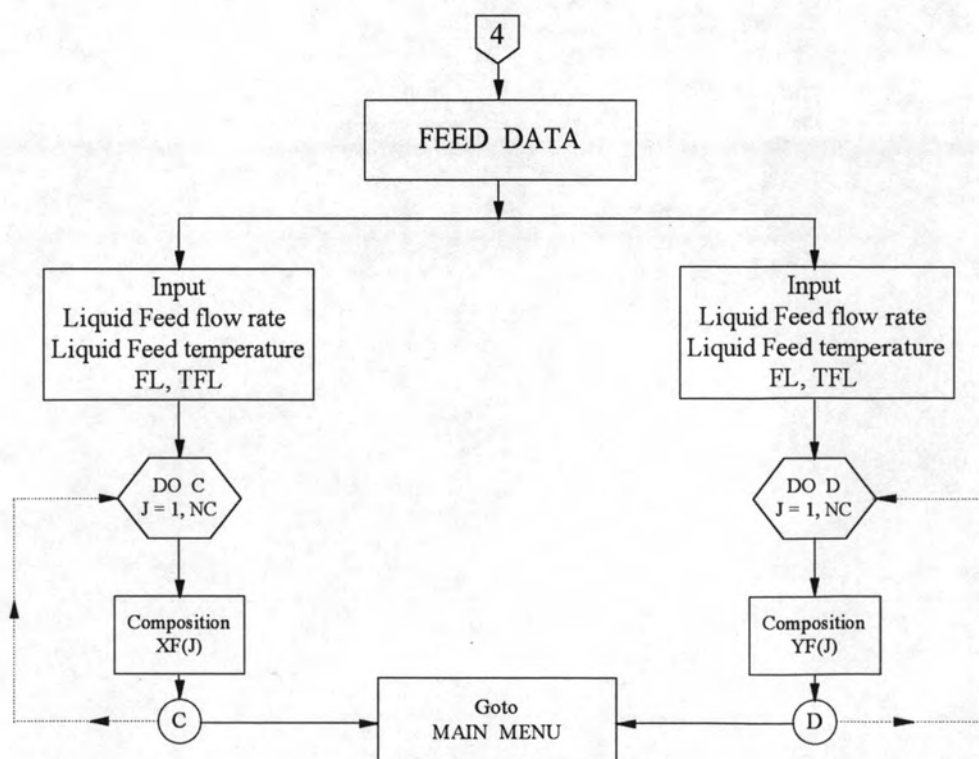 4
FEED DATA
Input
Liquid Feed flow rate
Liquid Feed temperature
FL, TFL
Input
Liquid Feed flow rate
Liquid Feed temperature
FL, TFL
DO C
J = 1, NC
DO D
J = 1, NC
Composition
XF(J)
Composition
YF(J)
C
Goto
MAIN MENU
D